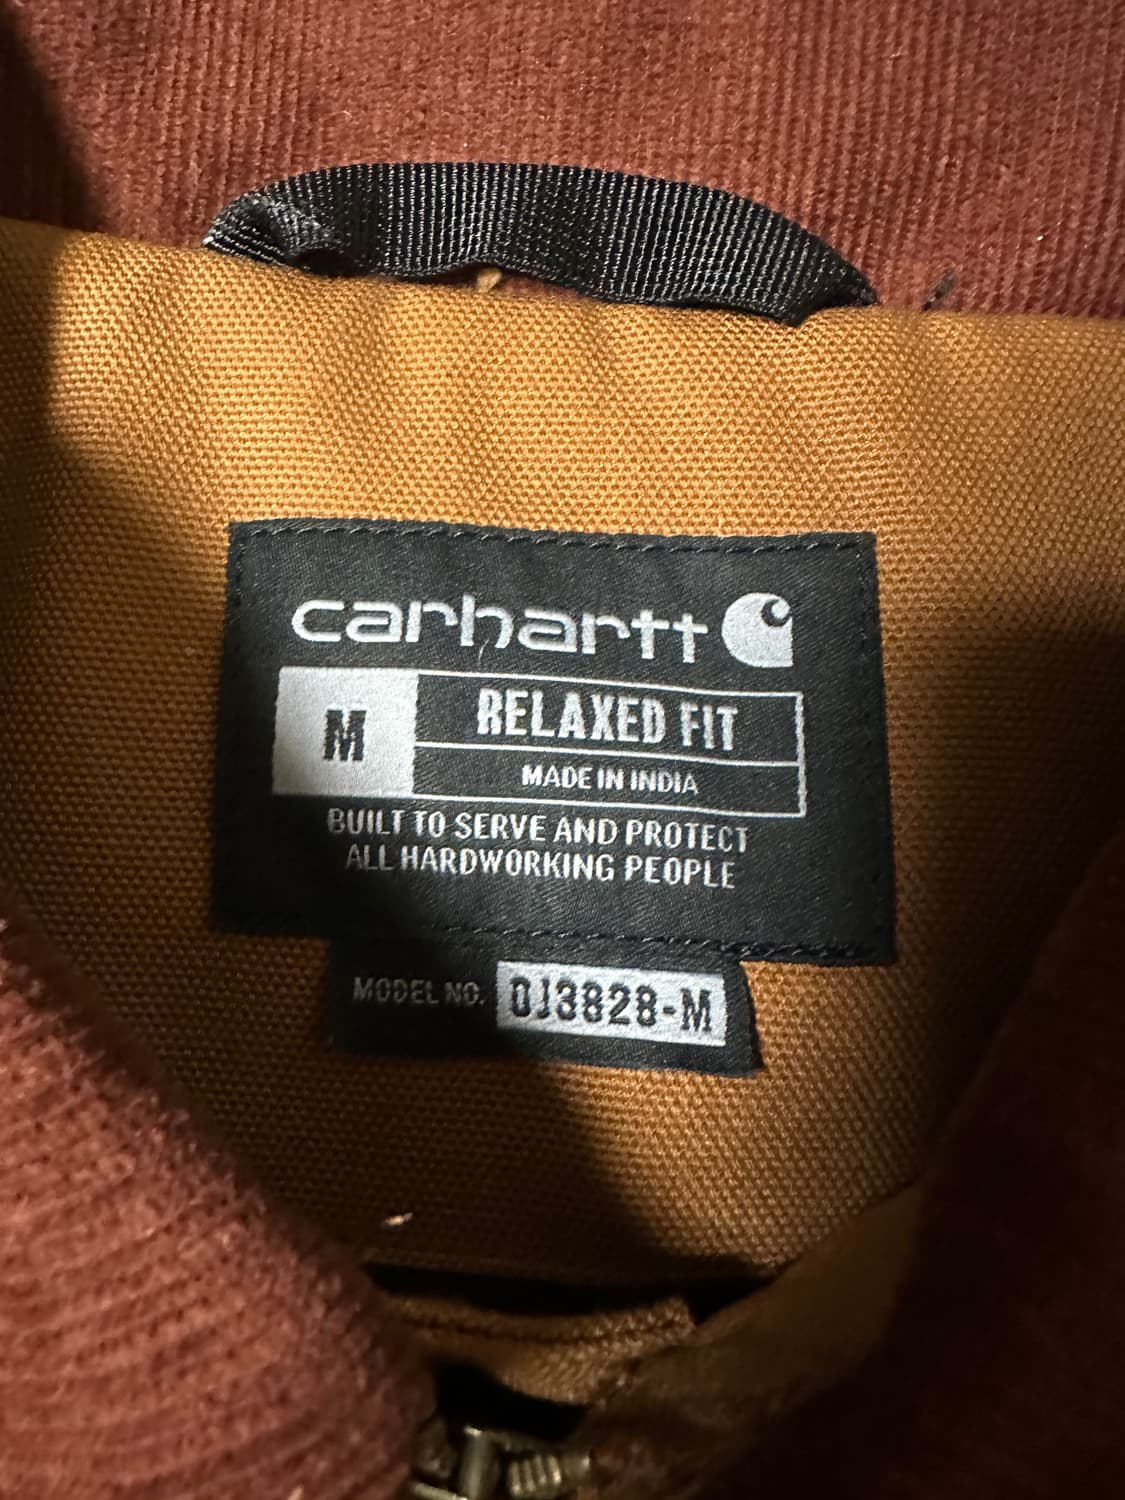 carhartt
M
RELAXED FIT
MADE IN INDIA
BUILT TO SERVE AND PROTECT
ALL HARDWORKING PEOPLE
MODEL NO. OJ3828-M